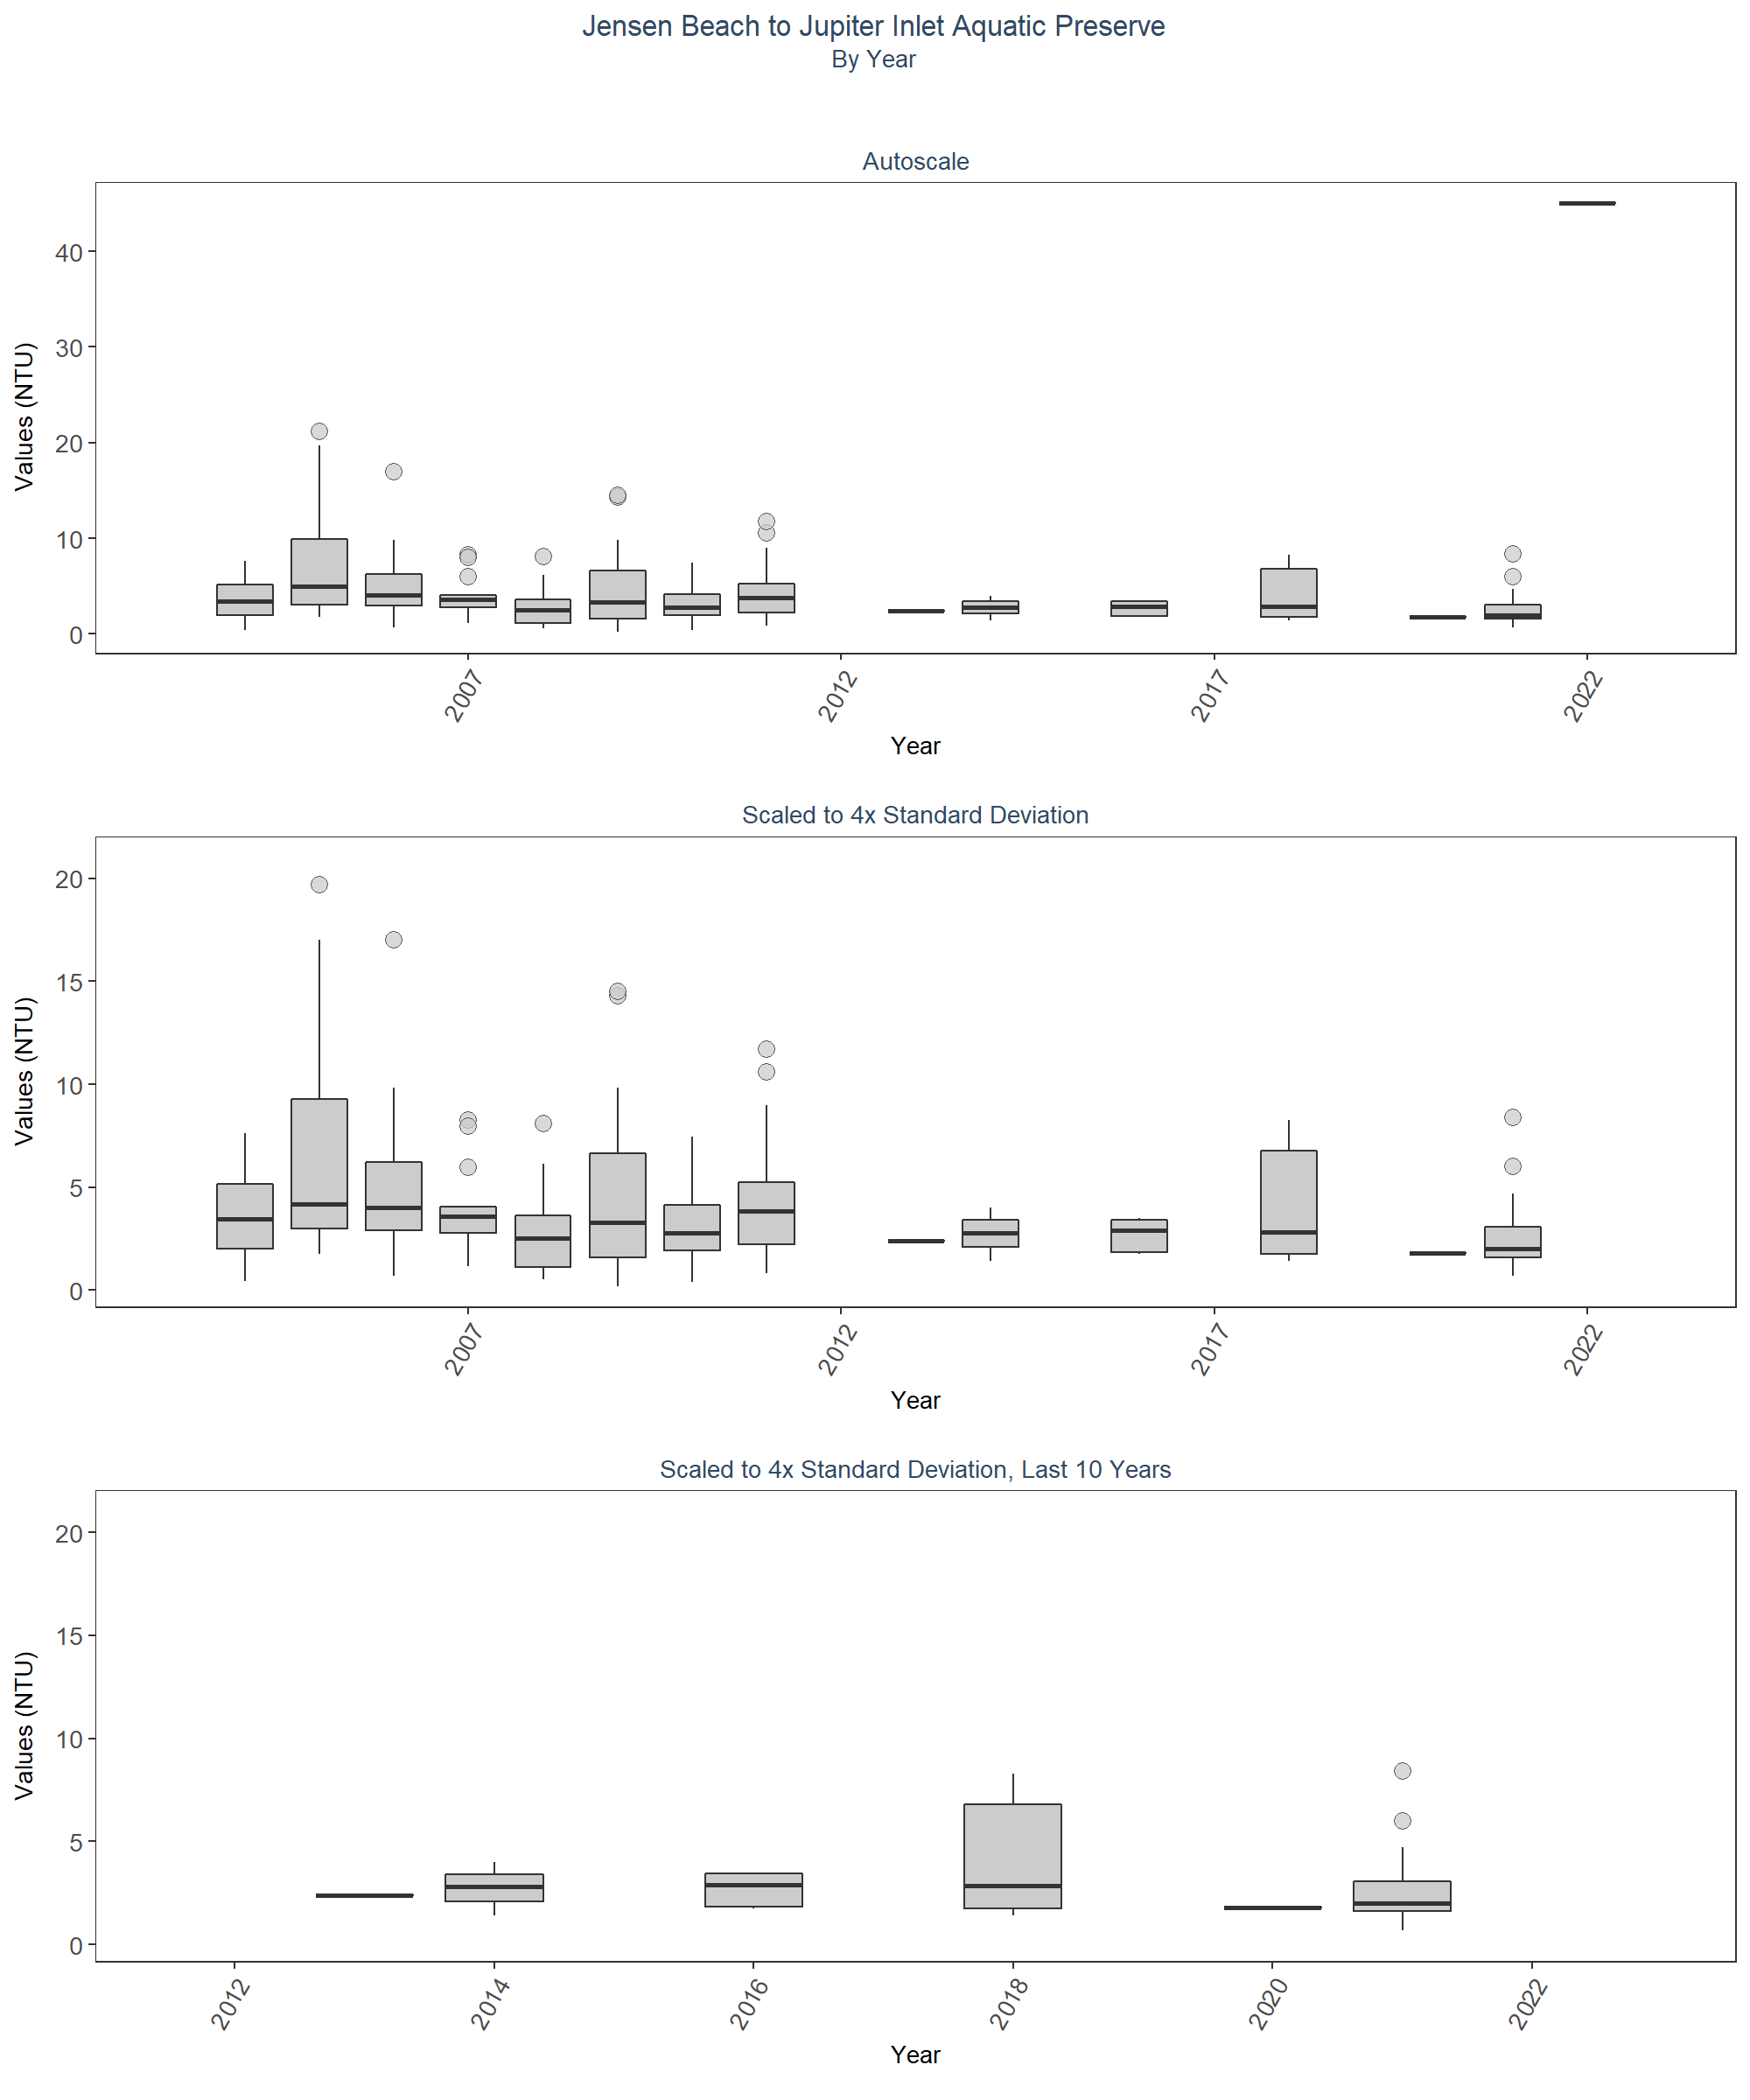 Jensen Beach to Jupiter Inlet Aquatic Preserve
By Year
Autoscale
Values (NTU)
40
30
20
10
0
2007
2012
2017
2022
Year
Scaled to 4x Standard Deviation
Values (NTU)
20
15
10
5
0
2007
2012
2017
2022
Year
Scaled to 4x Standard Deviation, Last 10 Years
Values (NTU)
20
15
10
5
0
2012
2014
2016
2018
2020
2022
Year